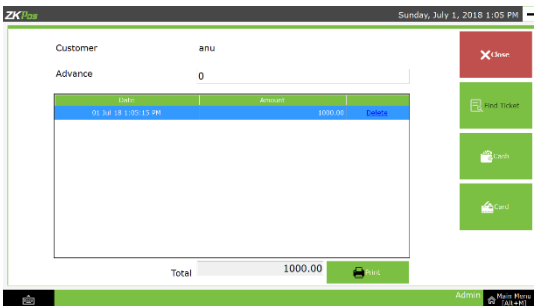 ZKPos
Sunday, July 1, 2018 1:05 PM
Customer anu
Close
Advance 0
Date Amount
01 Jul 18 1:05:15 PM 1000.00 Delete
Find Ticket
Cash
Card
Total 1000.00 Print
Admin Main Menu
[Alt+M]